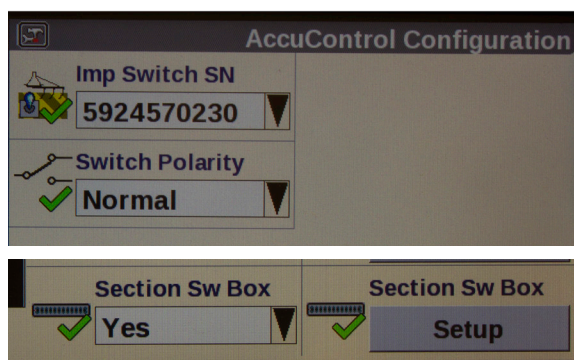 AccuControl Configuration
Imp Switch SN
5924570230
Switch Polarity
Normal
Section Sw Box
Yes
Section Sw Box
Setup